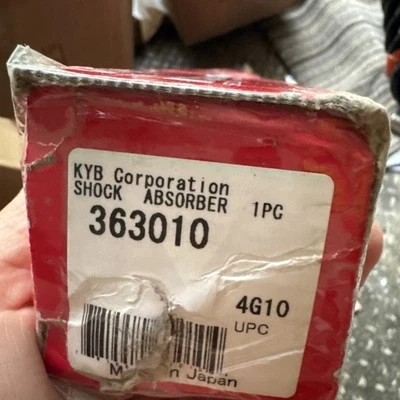 KYB Corporation
SHOCK ABSORBER 1PC
363010
4G10
UPC
Japan